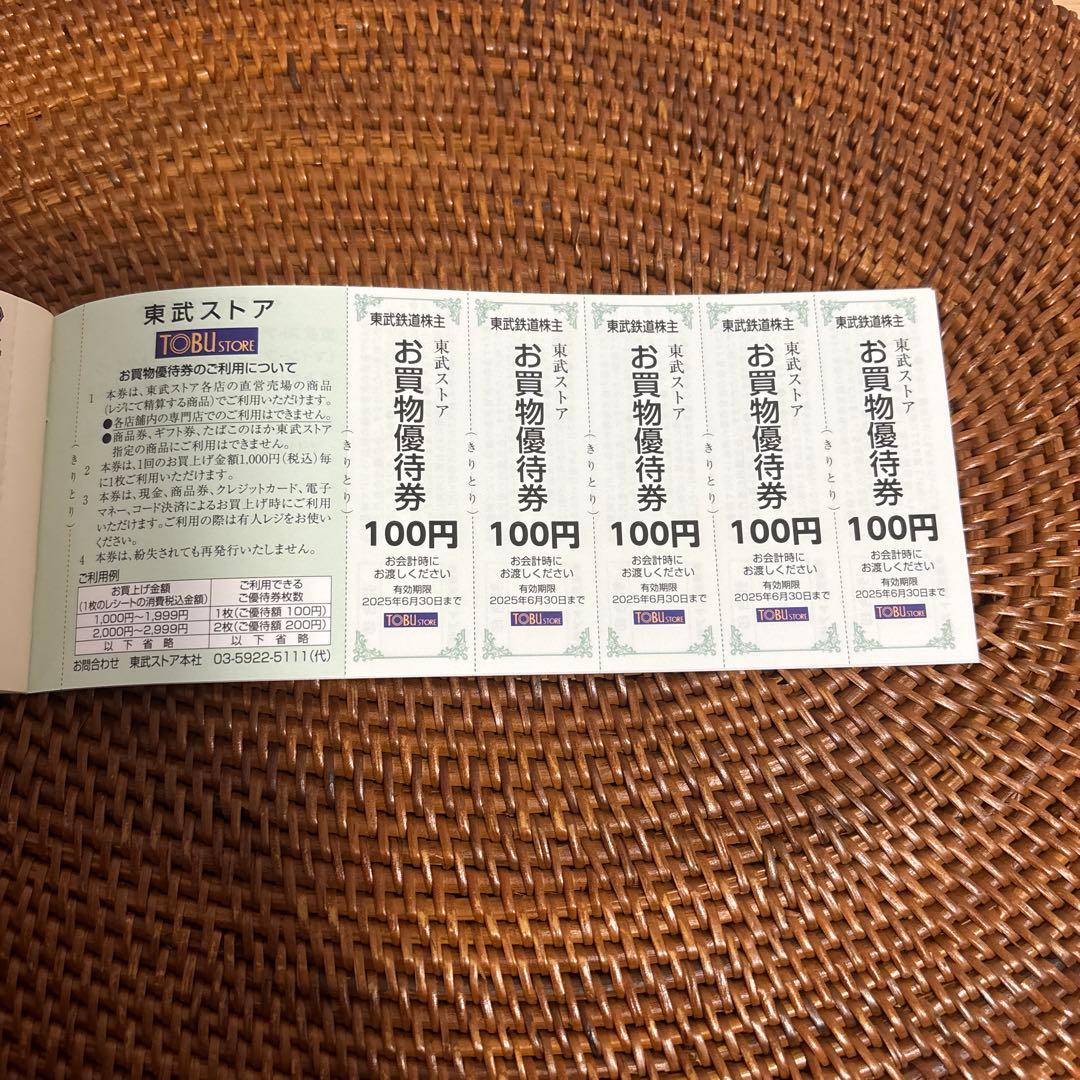 東武ストア
TOBU STORE
お買物優待券のご利用について
1 本券は、東武ストア各店の直営売場の商品
(レジにて精算する商品)でご利用いただけます。
●各店舗内の専門店でのご利用はできません。
●商品券、ギフト券、たばこのほか東武ストア
指定の商品にご利用はできません。
2 本券は、1回のお買上げ金額1,000円(税込)毎
に1枚ご利用いただけます。
3 本券は、現金、商品券、クレジットカード、電子
マネー、コード決済によるお買上げ時にご利用
いただけます。ご利用の際は有人レジをお使い
ください。
4 本券は、紛失されても再発行いたしません。
ご利用例
お買上げ金額
(1枚のレシートの消費税込金額)
ご利用できる
ご優待券枚数
1,000円〜1,999円 1枚(ご優待額 100円)
2,000円〜2,999円 2枚(ご優待額 200円)
以下省略 以下省略
お問合わせ 東武ストア本社 03-5922-5111(代)
(きりとり)
東武鉄道株主
東武ストア
お買物優待券
100円
お会計時に
お渡しください
有効期限
2025年6月30日まで
TOBU STORE
東武鉄道株主
東武ストア
お買物優待券
100円
お会計時に
お渡しください
有効期限
2025年6月30日まで
TOBU STORE
(きりとり)
東武鉄道株主
東武ストア
お買物優待券
100円
お会計時に
お渡しください
有効期限
2025年6月30日まで
TOBU STORE
(きりとり)
東武鉄道株主
東武ストア
お買物優待券
100円
お会計時に
お渡しください
有効期限
2025年6月30日まで
TOBU STORE
(きりとり)
東武鉄道株主
東武ストア
お買物優待券
100円
お会計時に
お渡しください
有効期限
2025年6月30日まで
TOBU STORE